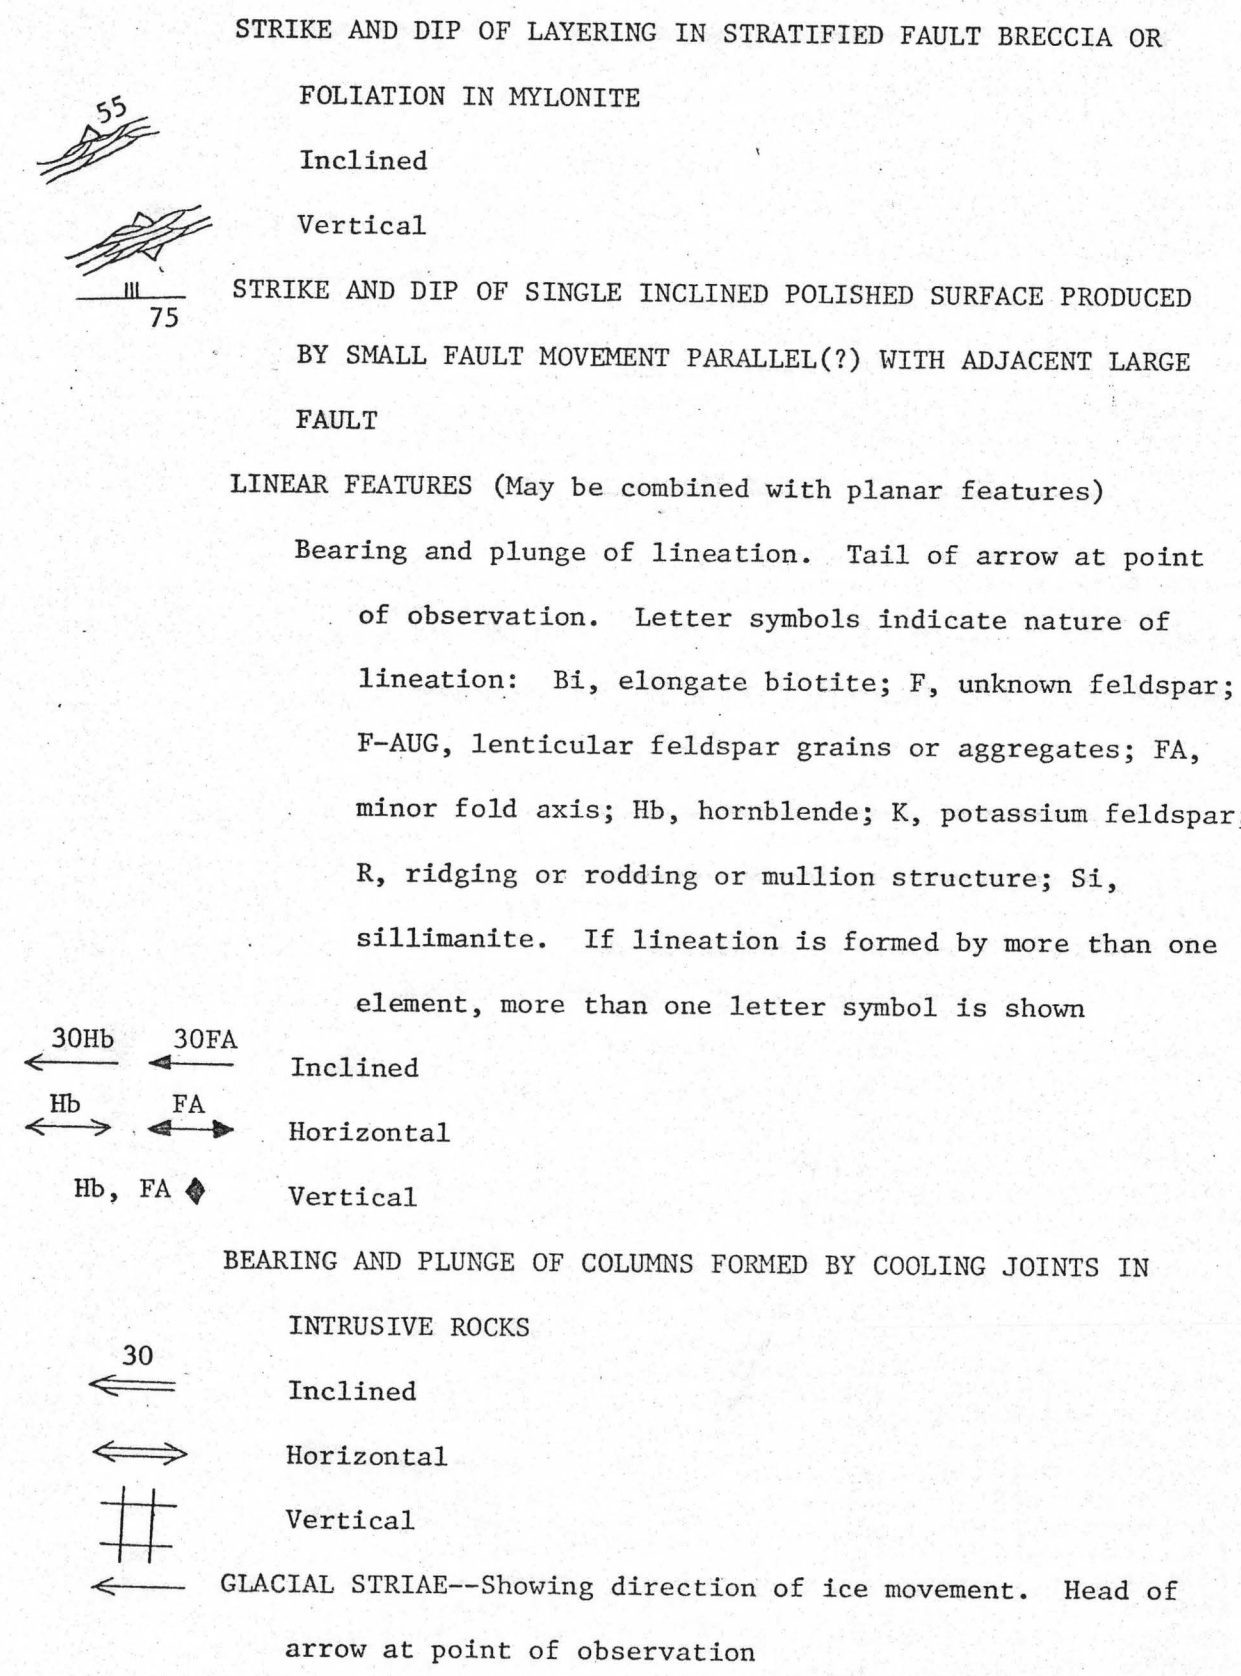 STRIKE AND DIP OF LAYERING IN STRATIFIED FAULT BRECCIA OR
FOLIATION IN MYLONITE
55
Inclined
Vertical
STRIKE AND DIP OF SINGLE INCLINED POLISHED SURFACE PRODUCED
75
BY SMALL FAULT MOVEMENT PARALLEL(?) WITH ADJACENT LARGE
FAULT
LINEAR FEATURES (May be combined with planar features)
Bearing and plunge of lineation. Tail of arrow at point
of observation. Letter symbols indicate nature of
lineation: Bi, elongate biotite; F, unknown feldspar;
F-AUG, lenticular feldspar grains or aggregates; FA,
minor fold axis; Hb, hornblende; K, potassium feldspar;
R, ridging or rodding or mullion structure; Si,
sillimanite. If lineation is formed by more than one
element, more than one letter symbol is shown
30Hb 30FA
Inclined
Hb FA
Horizontal
Hb, FA Vertical
BEARING AND PLUNGE OF COLUMNS FORMED BY COOLING JOINTS IN
INTRUSIVE ROCKS
30
Inclined
Horizontal
Vertical
GLACIAL STRIAE--Showing direction of ice movement. Head of
arrow at point of observation